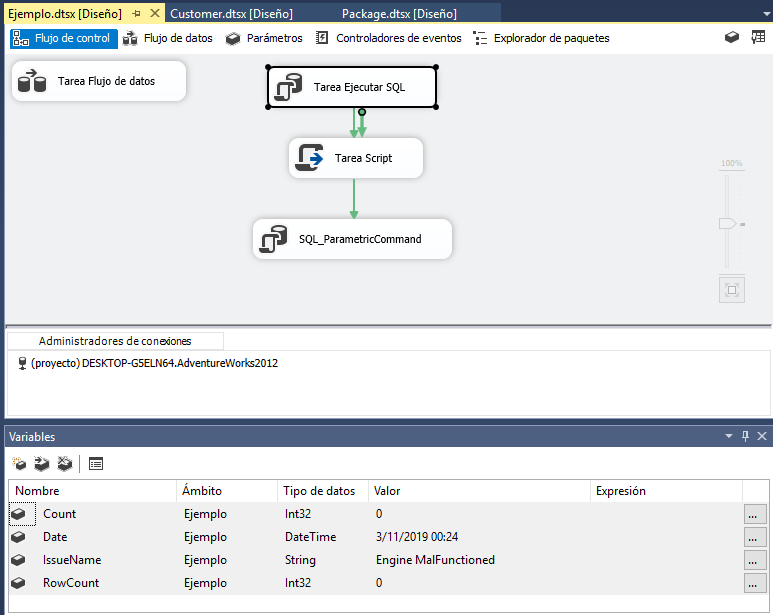 Ejemplo.dtsx [Diseño] Customer.dtsx [Diseño] Package.dtsx [Diseño]
Flujo de control Flujo de datos Parámetros Controladores de eventos Explorador de paquetes
Tarea Flujo de datos
Tarea Ejecutar SQL
Tarea Script
100%
SQL_ParametricCommand
Administradores de conexiones
(proyecto) DESKTOP-G5ELN64.AdventureWorks2012
Variables
Nombre Ámbito Tipo de datos Valor Expresión
Count Ejemplo Int32 0 ...
Date Ejemplo DateTime 3/11/2019 00:24 ...
IssueName Ejemplo String Engine MalFunctioned ...
RowCount Ejemplo Int32 0 ...